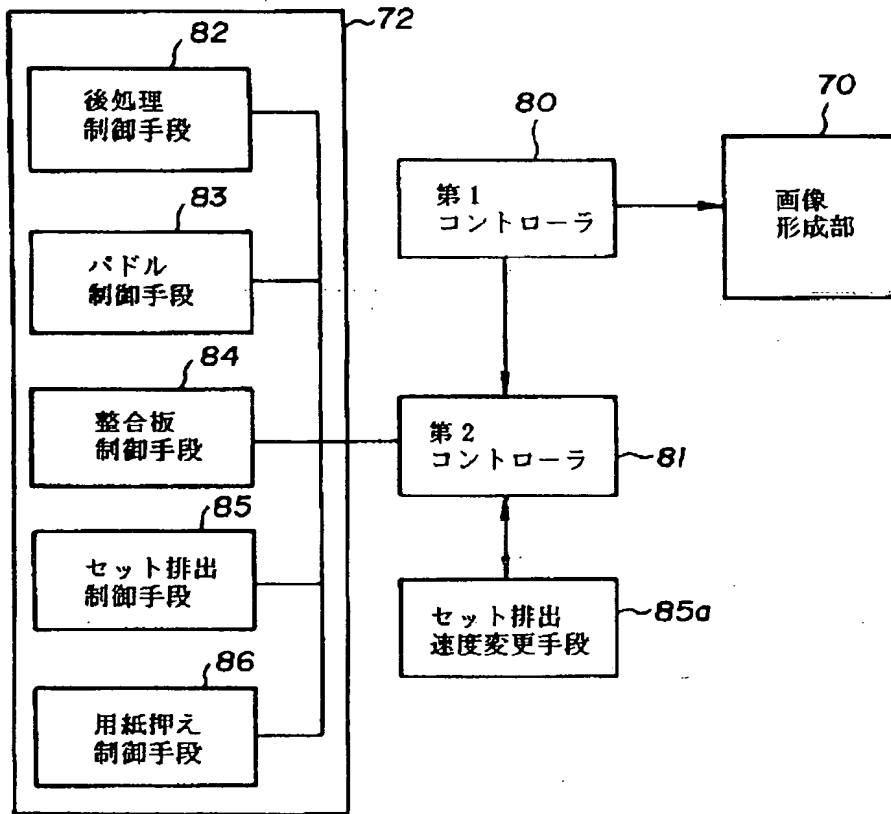 72
82
後処理
制御手段
83
パドル
制御手段
84
整合板
制御手段
85
セット排出
制御手段
86
用紙押え
制御手段
80
第1
コントローラ
70
画像
形成部
第2
コントローラ
81
セット排出
速度変更手段
85a